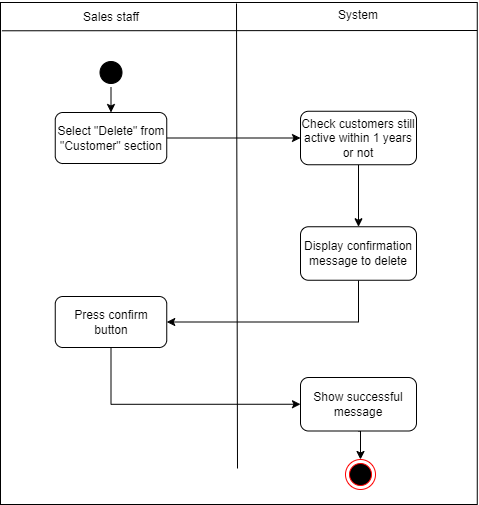 Sales staff
System
Select "Delete" from
"Customer" section
Check customers still
active within 1 years
or not
Display confirmation
message to delete
Press confirm
button
Show successful
message